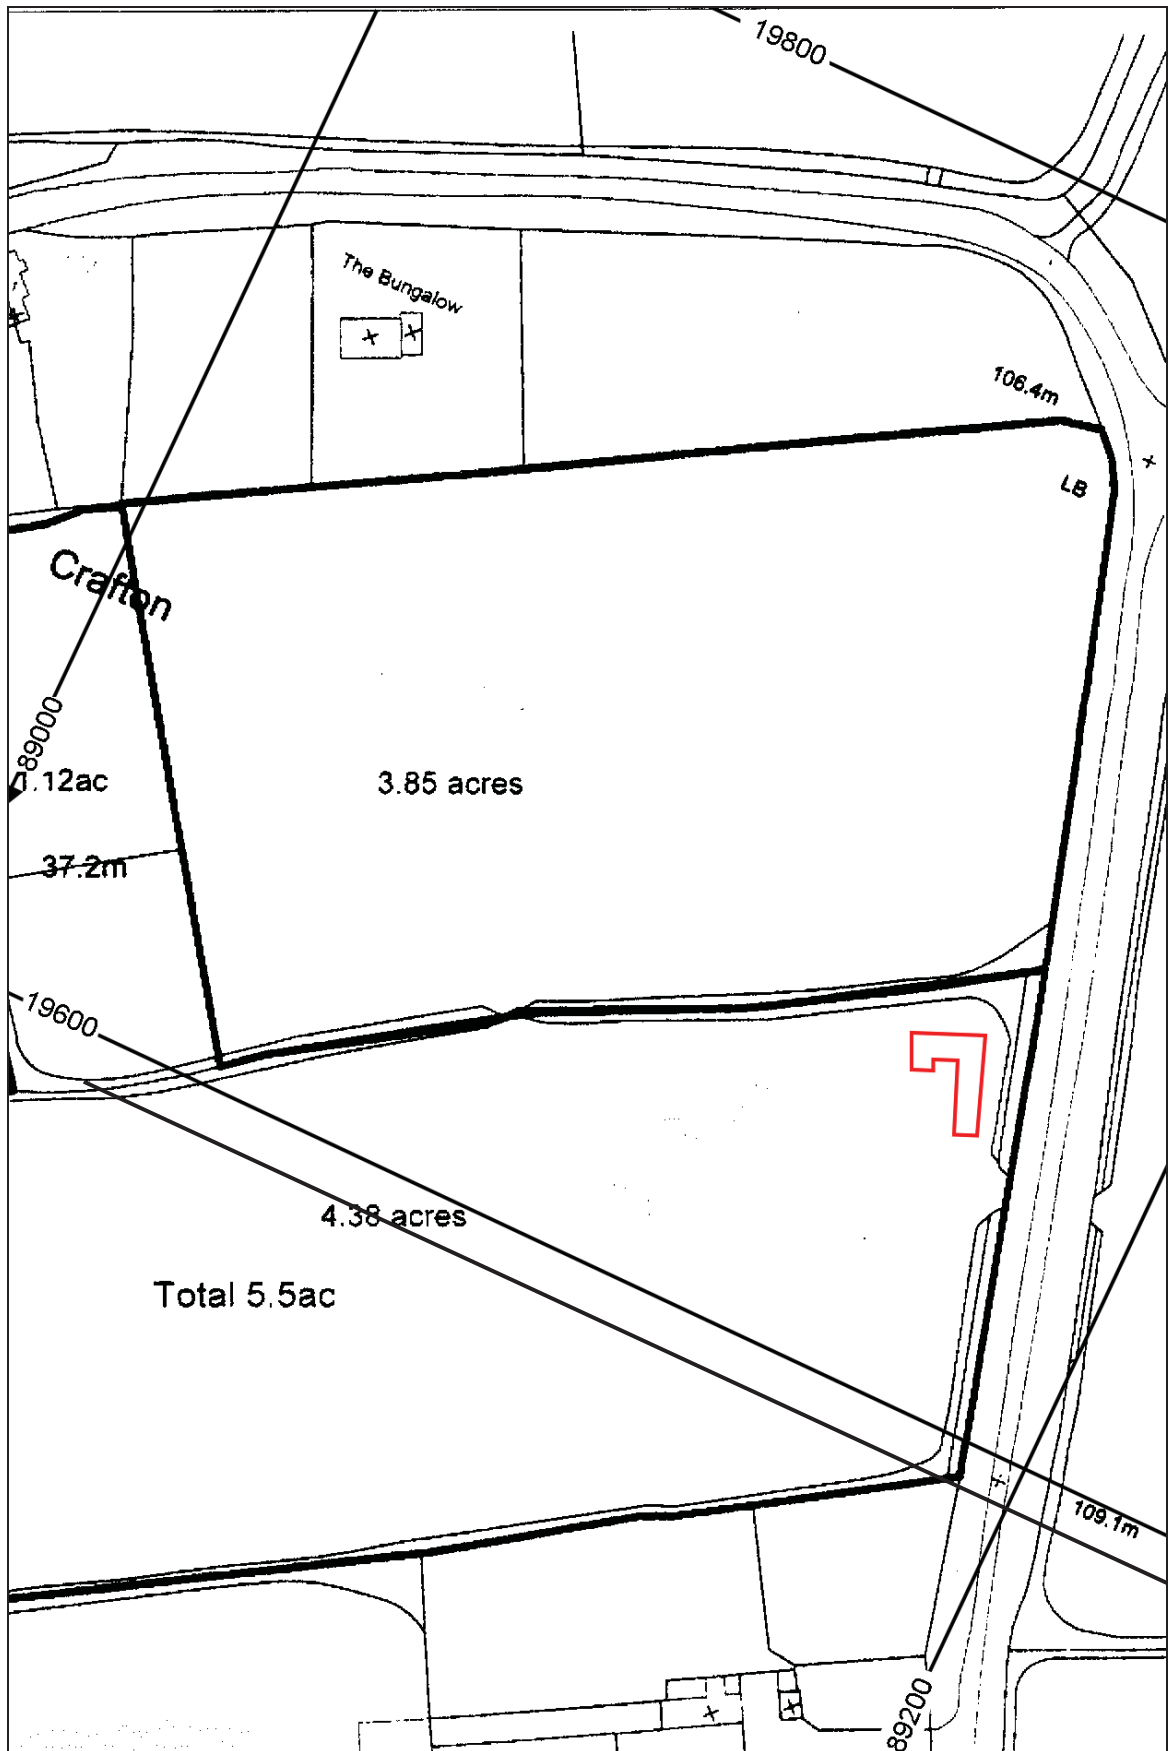 19800
The Bungalow
106.4m
LB
Crafton
89000
1.12ac
3.85 acres
37.2m
19600
4.38 acres
Total 5.5ac
109.1m
89200